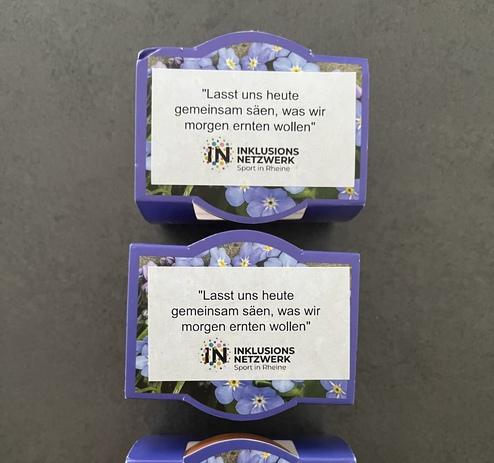 "Lasst uns heute
gemeinsam säen, was wir
morgen ernten wollen"
IN INKLUSIONS
NETZWERK
Sport in Rheine
"Lasst uns heute
gemeinsam säen, was wir
morgen ernten wollen"
IN INKLUSIONS
NETZWERK
Sport in Rheine